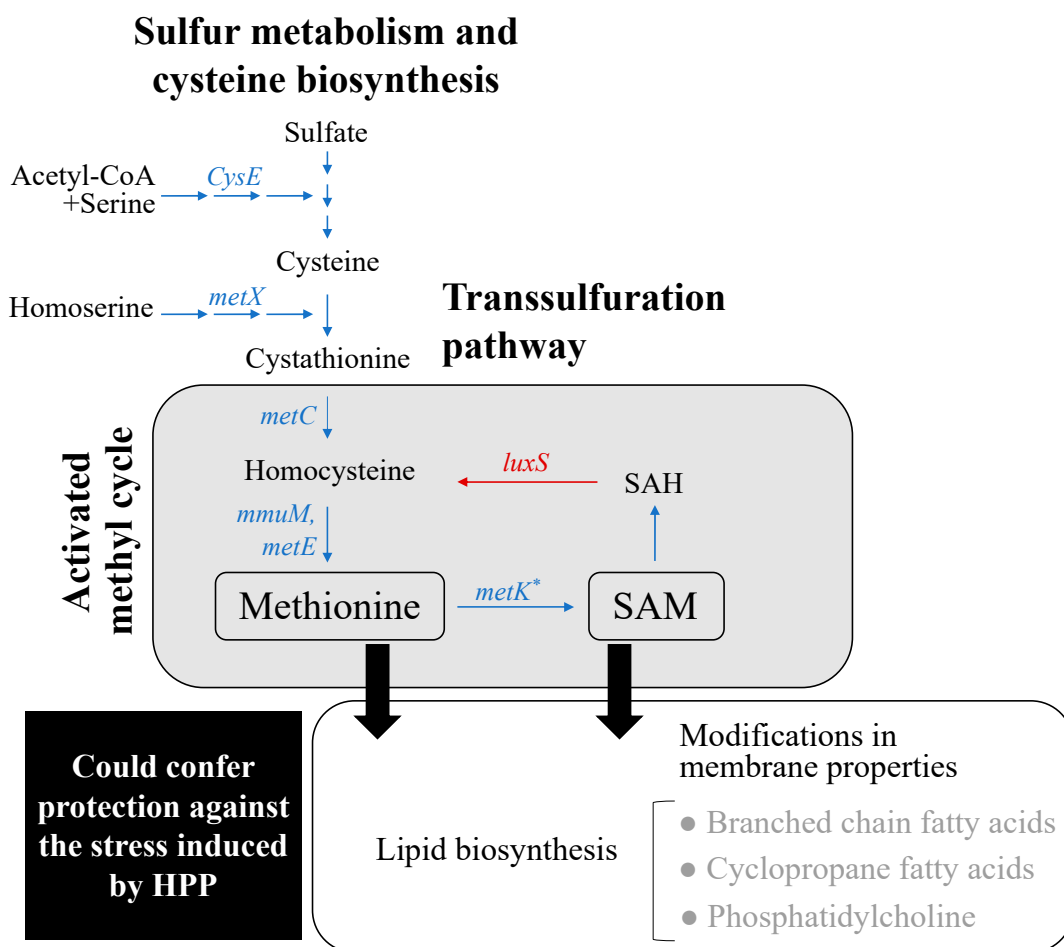 Sulfur metabolism and
cysteine biosynthesis
Sulfate
Acetyl-CoA
+Serine
CysE
Cysteine
Homoserine
metX
Transsulfuration
pathway
Cystathionine
Activated
methyl cycle
metC
Homocysteine
luxS
SAH
mmuM,
metE
Methionine
metK*
SAM
Could confer
protection against
the stress induced
by HPP
Lipid biosynthesis
Modifications in
membrane properties
● Branched chain fatty acids
● Cyclopropane fatty acids
● Phosphatidylcholine